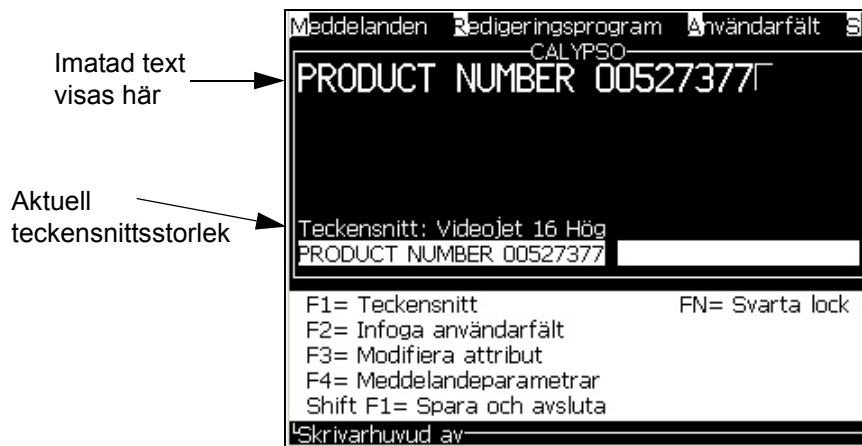 Meddelanden Redigeringsprogram Användarfält S
CALYPSO
Imatad text
visas här
PRODUCT NUMBER 00527377
Aktuell
teckensnittsstorlek
Teckensnitt: Videojet 16 Hög
PRODUCT NUMBER 00527377
F1= Teckensnitt FN= Svarta lock
F2= Infoga användarfält
F3= Modifiera attribut
F4= Meddelandeparametrar
Shift F1= Spara och avsluta
Skrivarhuvud av